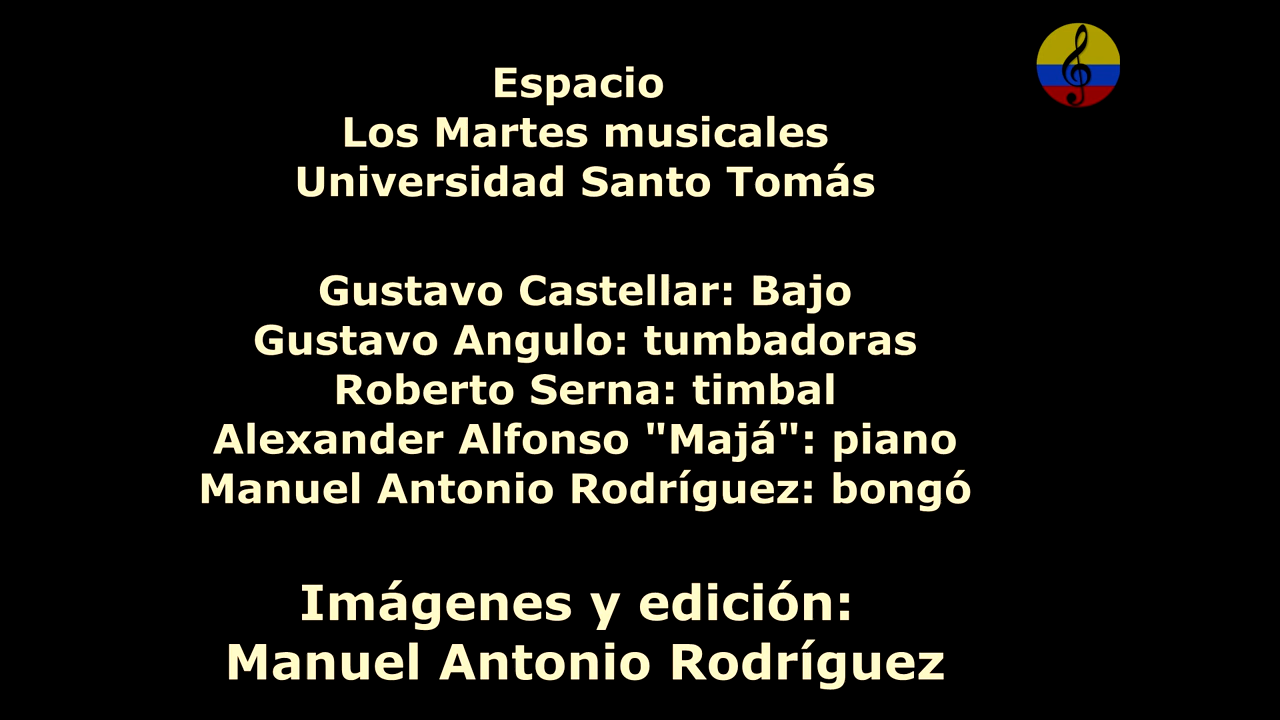 Espacio
Los Martes musicales
Universidad Santo Tomás
Gustavo Castellar: Bajo
Gustavo Angulo: tumbadoras
Roberto Serna: timbal
Alexander Alfonso "Majá": piano
Manuel Antonio Rodríguez: bongó
Imágenes y edición:
Manuel Antonio Rodríguez